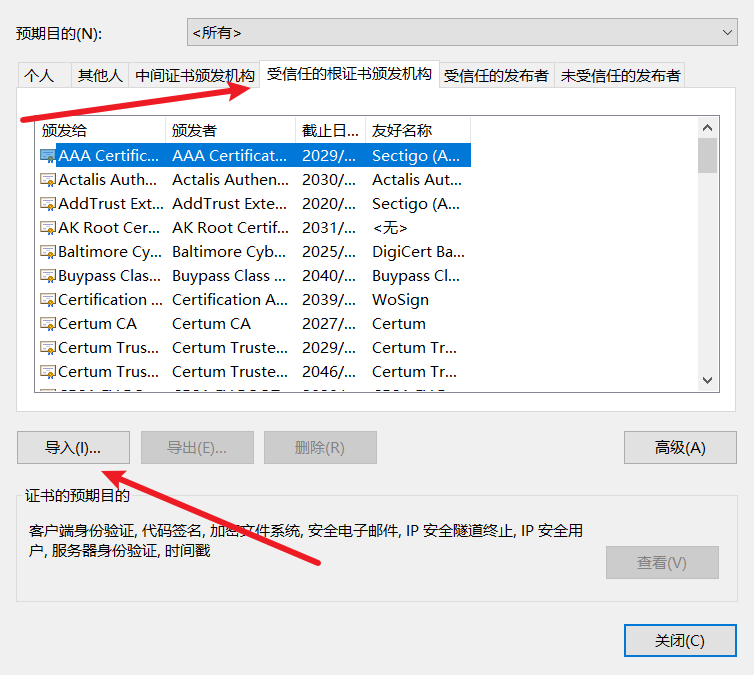 预期目的(N): <所有>
个人 其他人 中间证书颁发机构 受信任的根证书颁发机构 受信任的发布者 未受信任的发布者
颁发给 颁发者 截止日... 友好名称
AAA Certific... AAA Certificat... 2029/... Sectigo (A...
Actalis Auth... Actalis Authen... 2030/... Actalis Aut...
AddTrust Ext... AddTrust Exte... 2020/... Sectigo (A...
AK Root Cer... AK Root Certif... 2031/... <无>
Baltimore Cy... Baltimore Cyb... 2025/... DigiCert Ba...
Buypass Clas... Buypass Class ... 2040/... Buypass Cl...
Certification ... Certification A... 2039/... WoSign
Certum CA Certum CA 2027/... Certum
Certum Trus... Certum Truste... 2029/... Certum Tr...
Certum Trus... Certum Truste... 2046/... Certum Tr...
导入(I)... 导出(E)... 删除(R) 高级(A)
证书的预期目的
客户端身份验证, 代码签名, 加密文件系统, 安全电子邮件, IP 安全隧道终止, IP 安全用
户, 服务器身份验证, 时间戳
查看(V)
关闭(C)